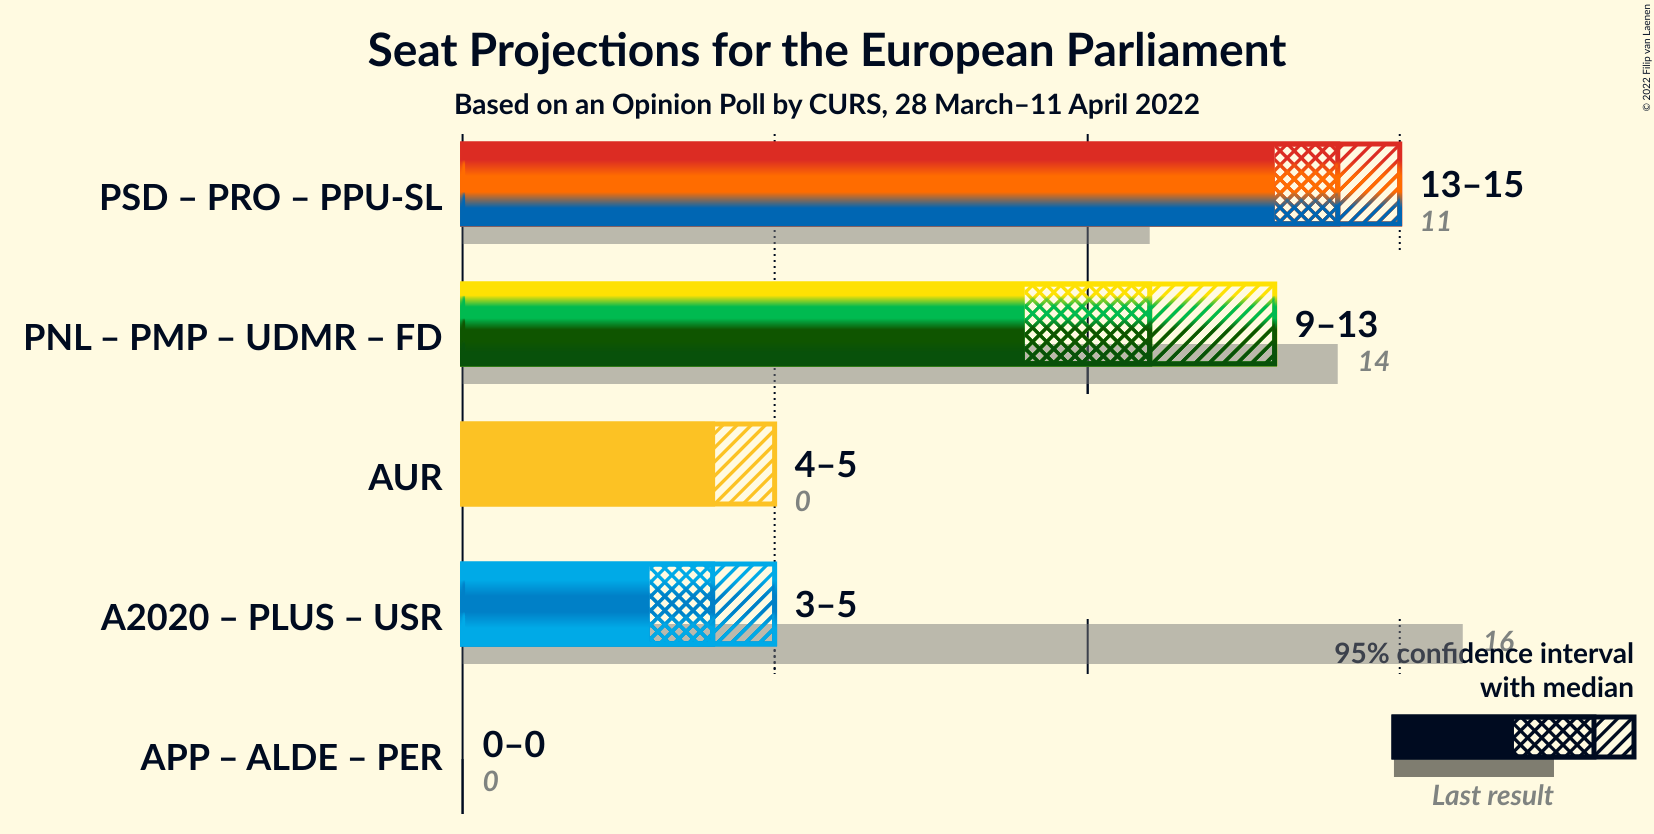 Seat Projections for the European Parliament
Based on an Opinion Poll by CURS, 28 March–11 April 2022
© 2022 Filip van Laenen
PSD – PRO – PPU-SL
13–15
11
PNL – PMP – UDMR – FD
9–13
14
AUR
4–5
0
A2020 – PLUS – USR
3–5
16
95% confidence interval
with median
APP – ALDE – PER
0–0
0
Last result